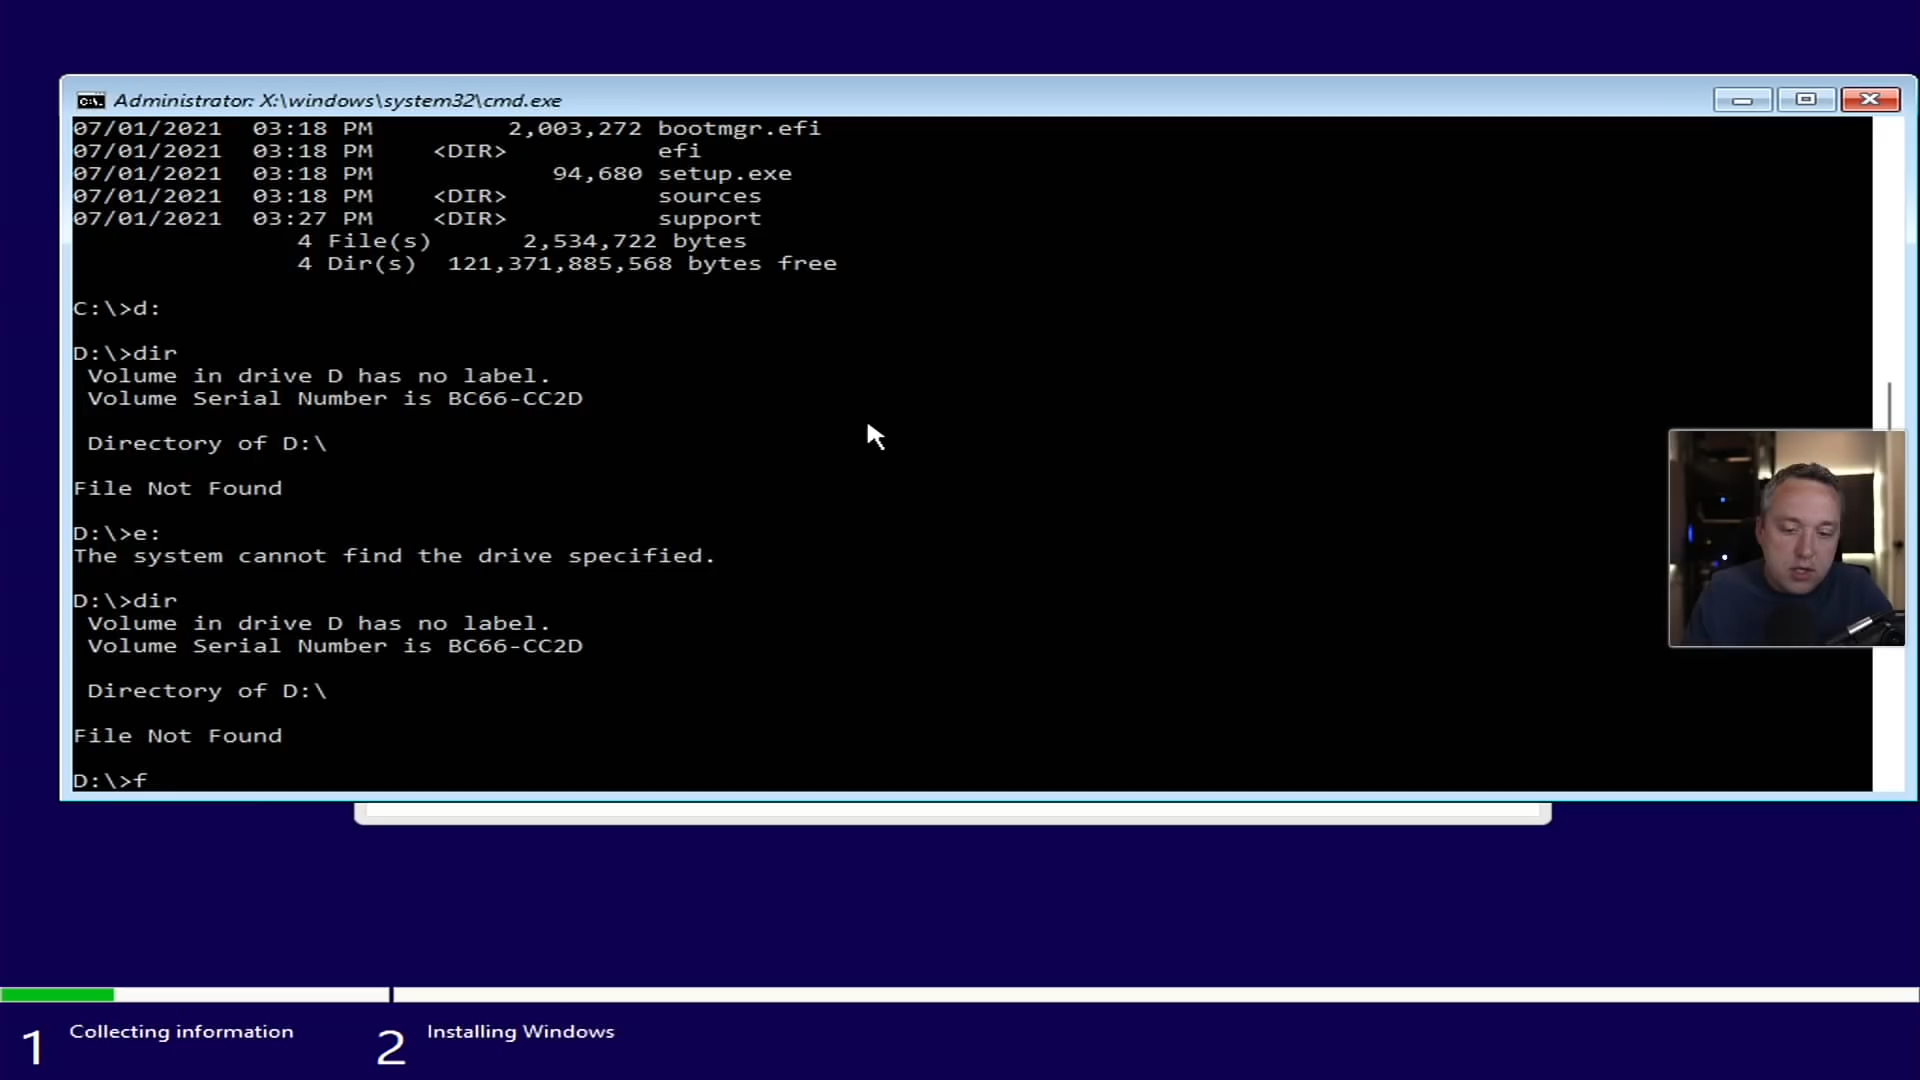 Administrator: X:\windows\system32\cmd.exe
07/01/2021  03:18 PM         2,003,272 bootmgr.efi
07/01/2021  03:18 PM    <DIR>          efi
07/01/2021  03:18 PM            94,680 setup.exe
07/01/2021  03:18 PM    <DIR>          sources
07/01/2021  03:27 PM    <DIR>          support
               4 File(s)      2,534,722 bytes
               4 Dir(s)  121,371,885,568 bytes free
C:\>d:
D:\>dir
 Volume in drive D has no label.
 Volume Serial Number is BC66-CC2D
 Directory of D:\
File Not Found
D:\>e:
The system cannot find the drive specified.
D:\>dir
 Volume in drive D has no label.
 Volume Serial Number is BC66-CC2D
 Directory of D:\
File Not Found
D:\>f
1 Collecting information
2 Installing Windows